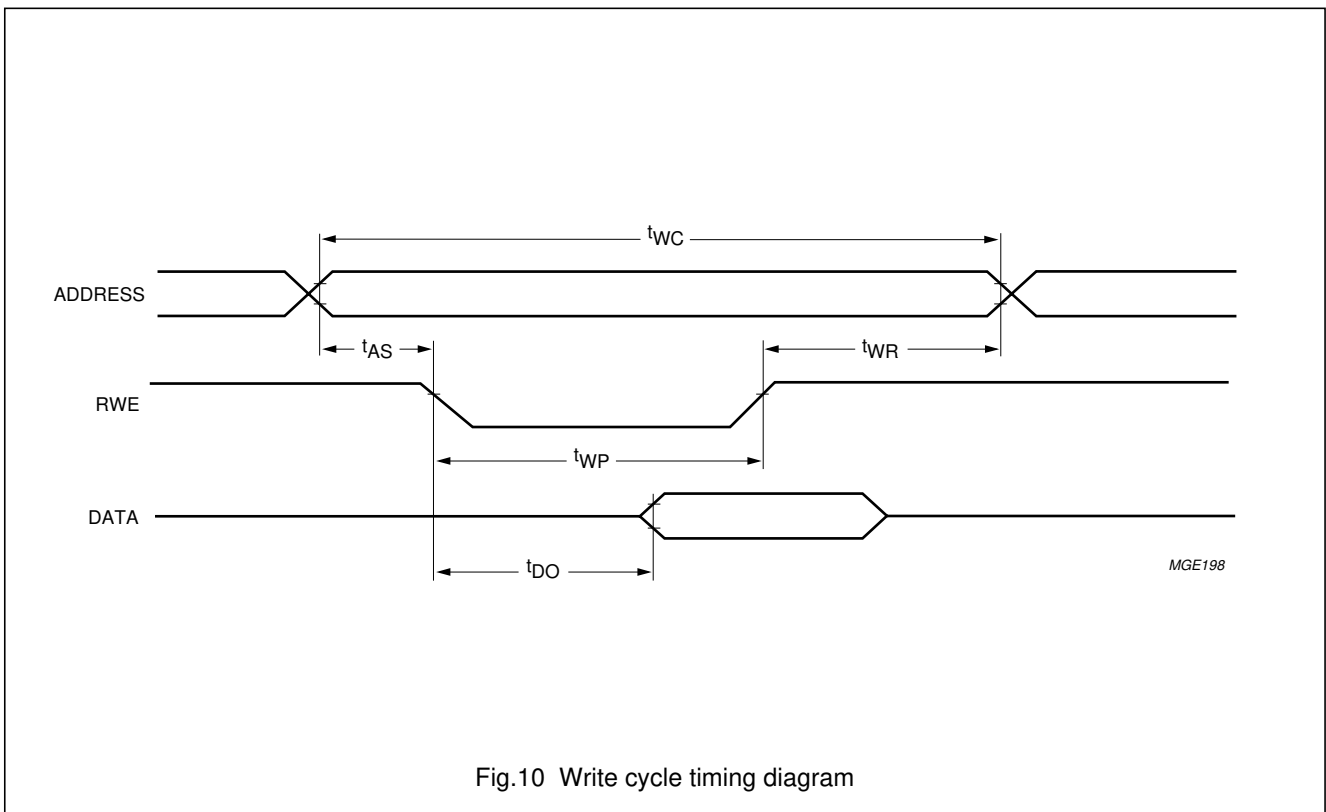 tWC
ADDRESS
tAS
tWR
RWE
tWP
DATA
tDO
MGE198
Fig.10 Write cycle timing diagram